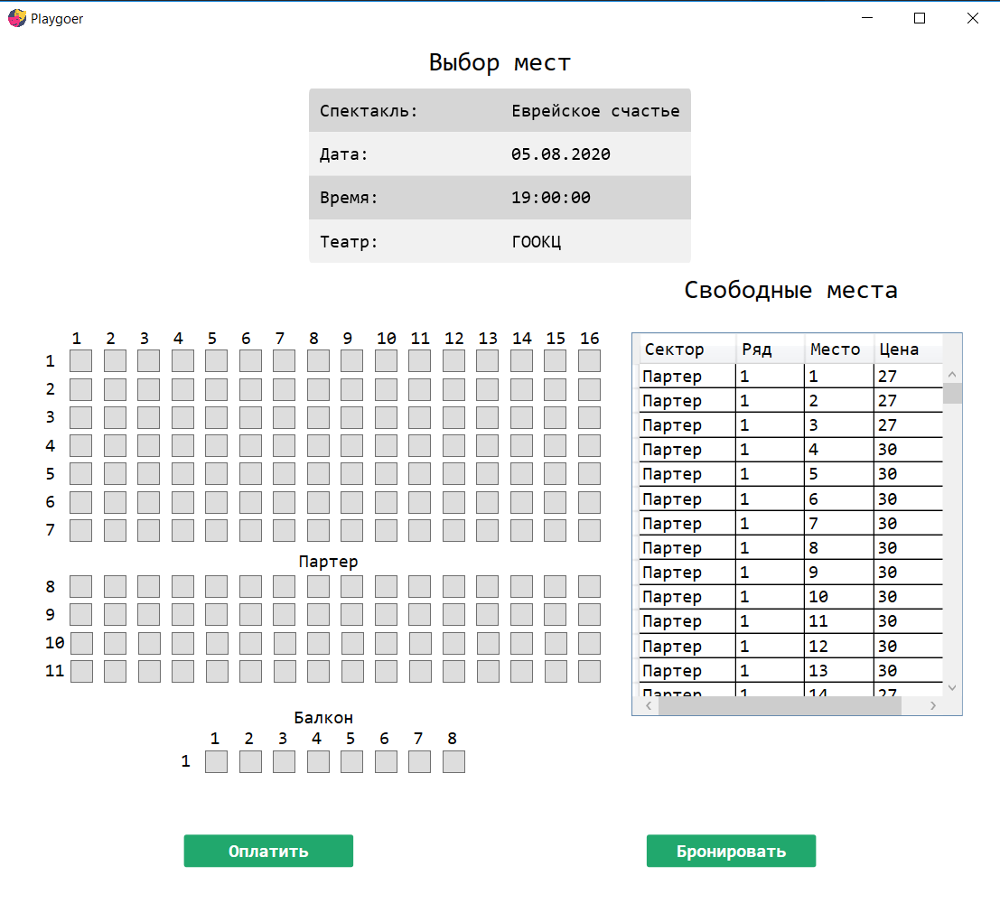 Playgoer
Выбор мест
Спектакль: Еврейское счастье
Дата: 05.08.2020
Время: 19:00:00
Театр: ГООКЦ
Свободные места
1 2 3 4 5 6 7 8 9 10 11 12 13 14 15 16
1
2
3
4
5
6
7
Партер
8
9
10
11
Балкон
1 2 3 4 5 6 7 8
1
Сектор Ряд Место Цена
Партер 1 1 27
Партер 1 2 27
Партер 1 3 27
Партер 1 4 30
Партер 1 5 30
Партер 1 6 30
Партер 1 7 30
Партер 1 8 30
Партер 1 9 30
Партер 1 10 30
Партер 1 11 30
Партер 1 12 30
Партер 1 13 30
Партер 1 14 27
Оплатить
Бронировать